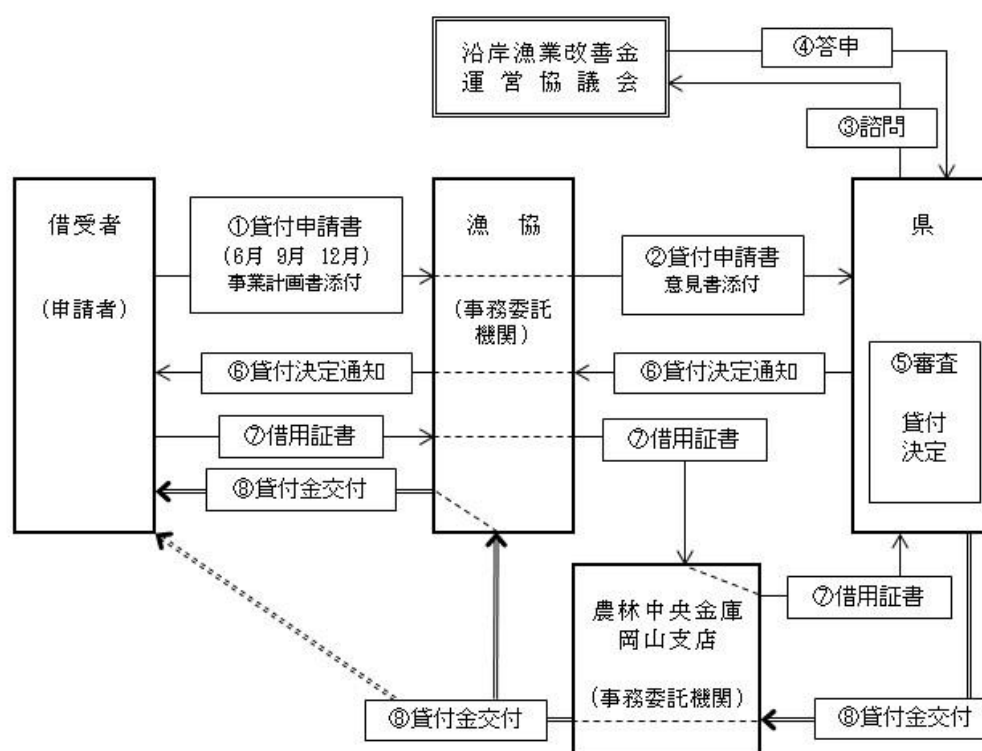 沿岸漁業改善金
運営協議会
④答申
③諮問
借受者
(申請者)
①貸付申請書
(6月 9月 12月)
事業計画書添付
漁 協
(事務委託
機関)
②貸付申請書
意見書添付
県
⑤審査
貸付
決定
⑥貸付決定通知
⑥貸付決定通知
⑦借用証書
⑦借用証書
⑧貸付金交付
農林中央金庫
岡山支店
(事務委託機関)
⑦借用証書
⑧貸付金交付
⑧貸付金交付